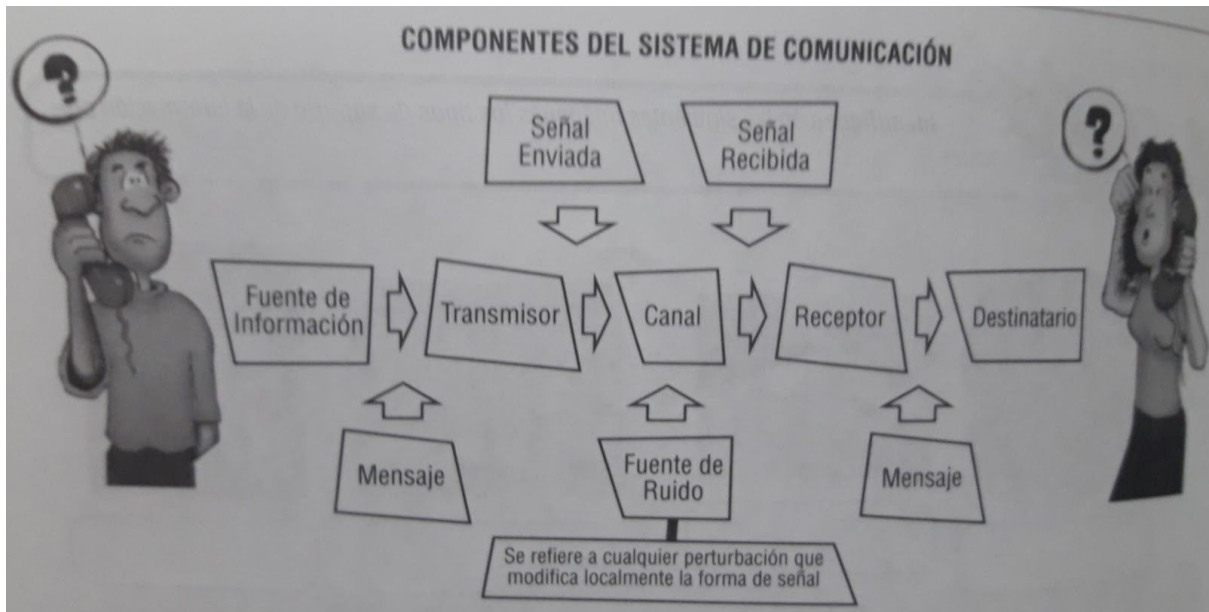 COMPONENTES DEL SISTEMA DE COMUNICACIÓN
?
?
Señal
Enviada
Señal
Recibida
Fuente de
Información
Transmisor
Canal
Receptor
Destinatario
Mensaje
Fuente de
Ruido
Mensaje
Se refiere a cualquier perturbación que
modifica localmente la forma de señal